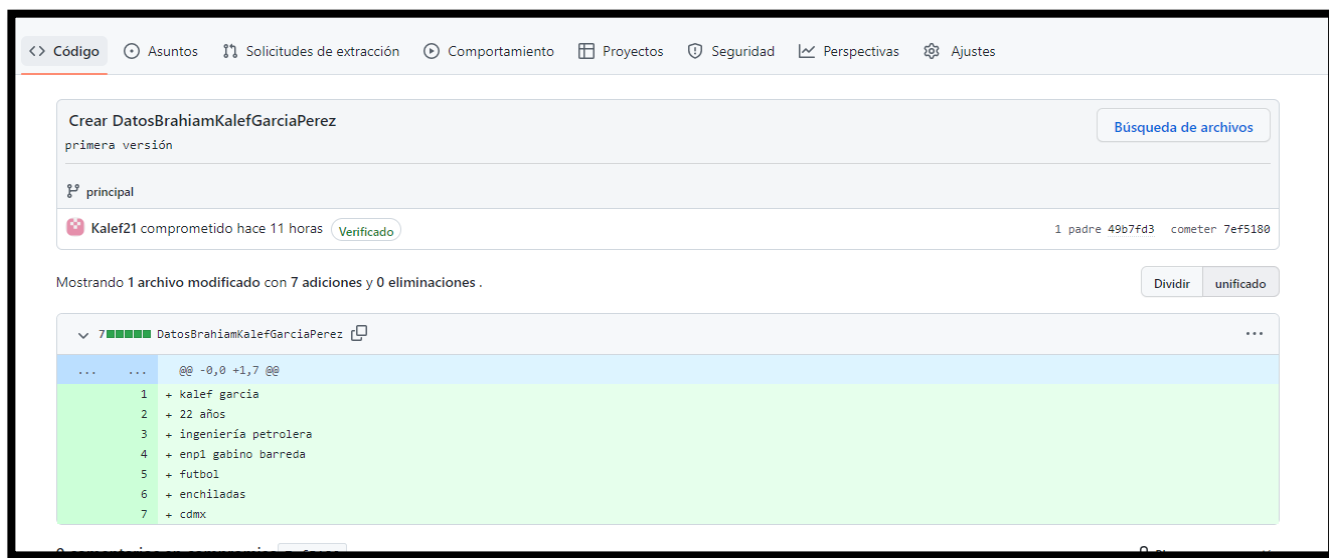 <> Código Asuntos Solicitudes de extracción Comportamiento Proyectos Seguridad Perspectivas Ajustes
Crear DatosBrahiamKalefGarciaPerez
Búsqueda de archivos
primera versión
principal
Kalef21 comprometido hace 11 horas Verificado 1 padre 49b7fd3 cometer 7ef5180
Mostrando 1 archivo modificado con 7 adiciones y 0 eliminaciones .
Dividir unificado
7 DatosBrahiamKalefGarciaPerez ...
... ... @@ -0,0 +1,7 @@
1 + kalef garcia
2 + 22 años
3 + ingeniería petrolera
4 + enp1 gabino barreda
5 + futbol
6 + enchiladas
7 + cdmx